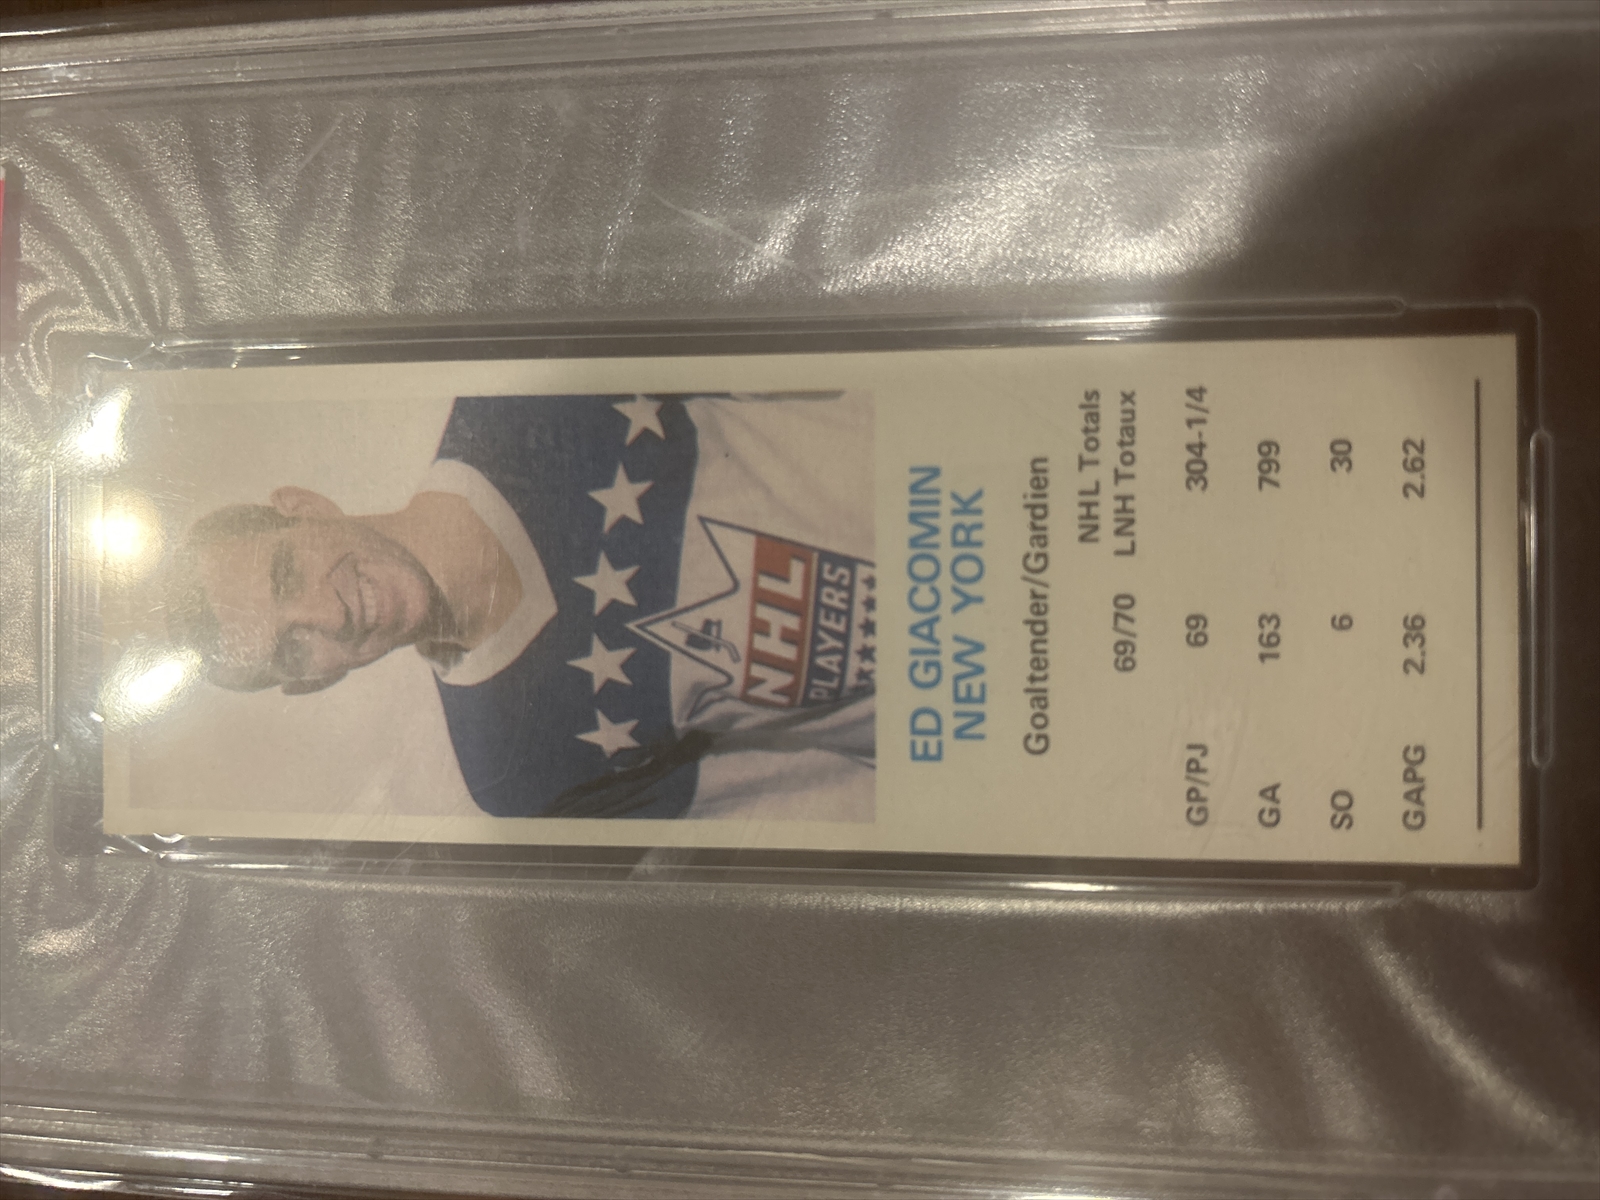 NHL
PLAYERS
ED GIACOMIN
NEW YORK
Goaltender/Gardien
NHL Totals
69/70 LNH Totaux
GP/PJ 69 304-1/4
GA 163 799
SO 6 30
GAPG 2.36 2.62